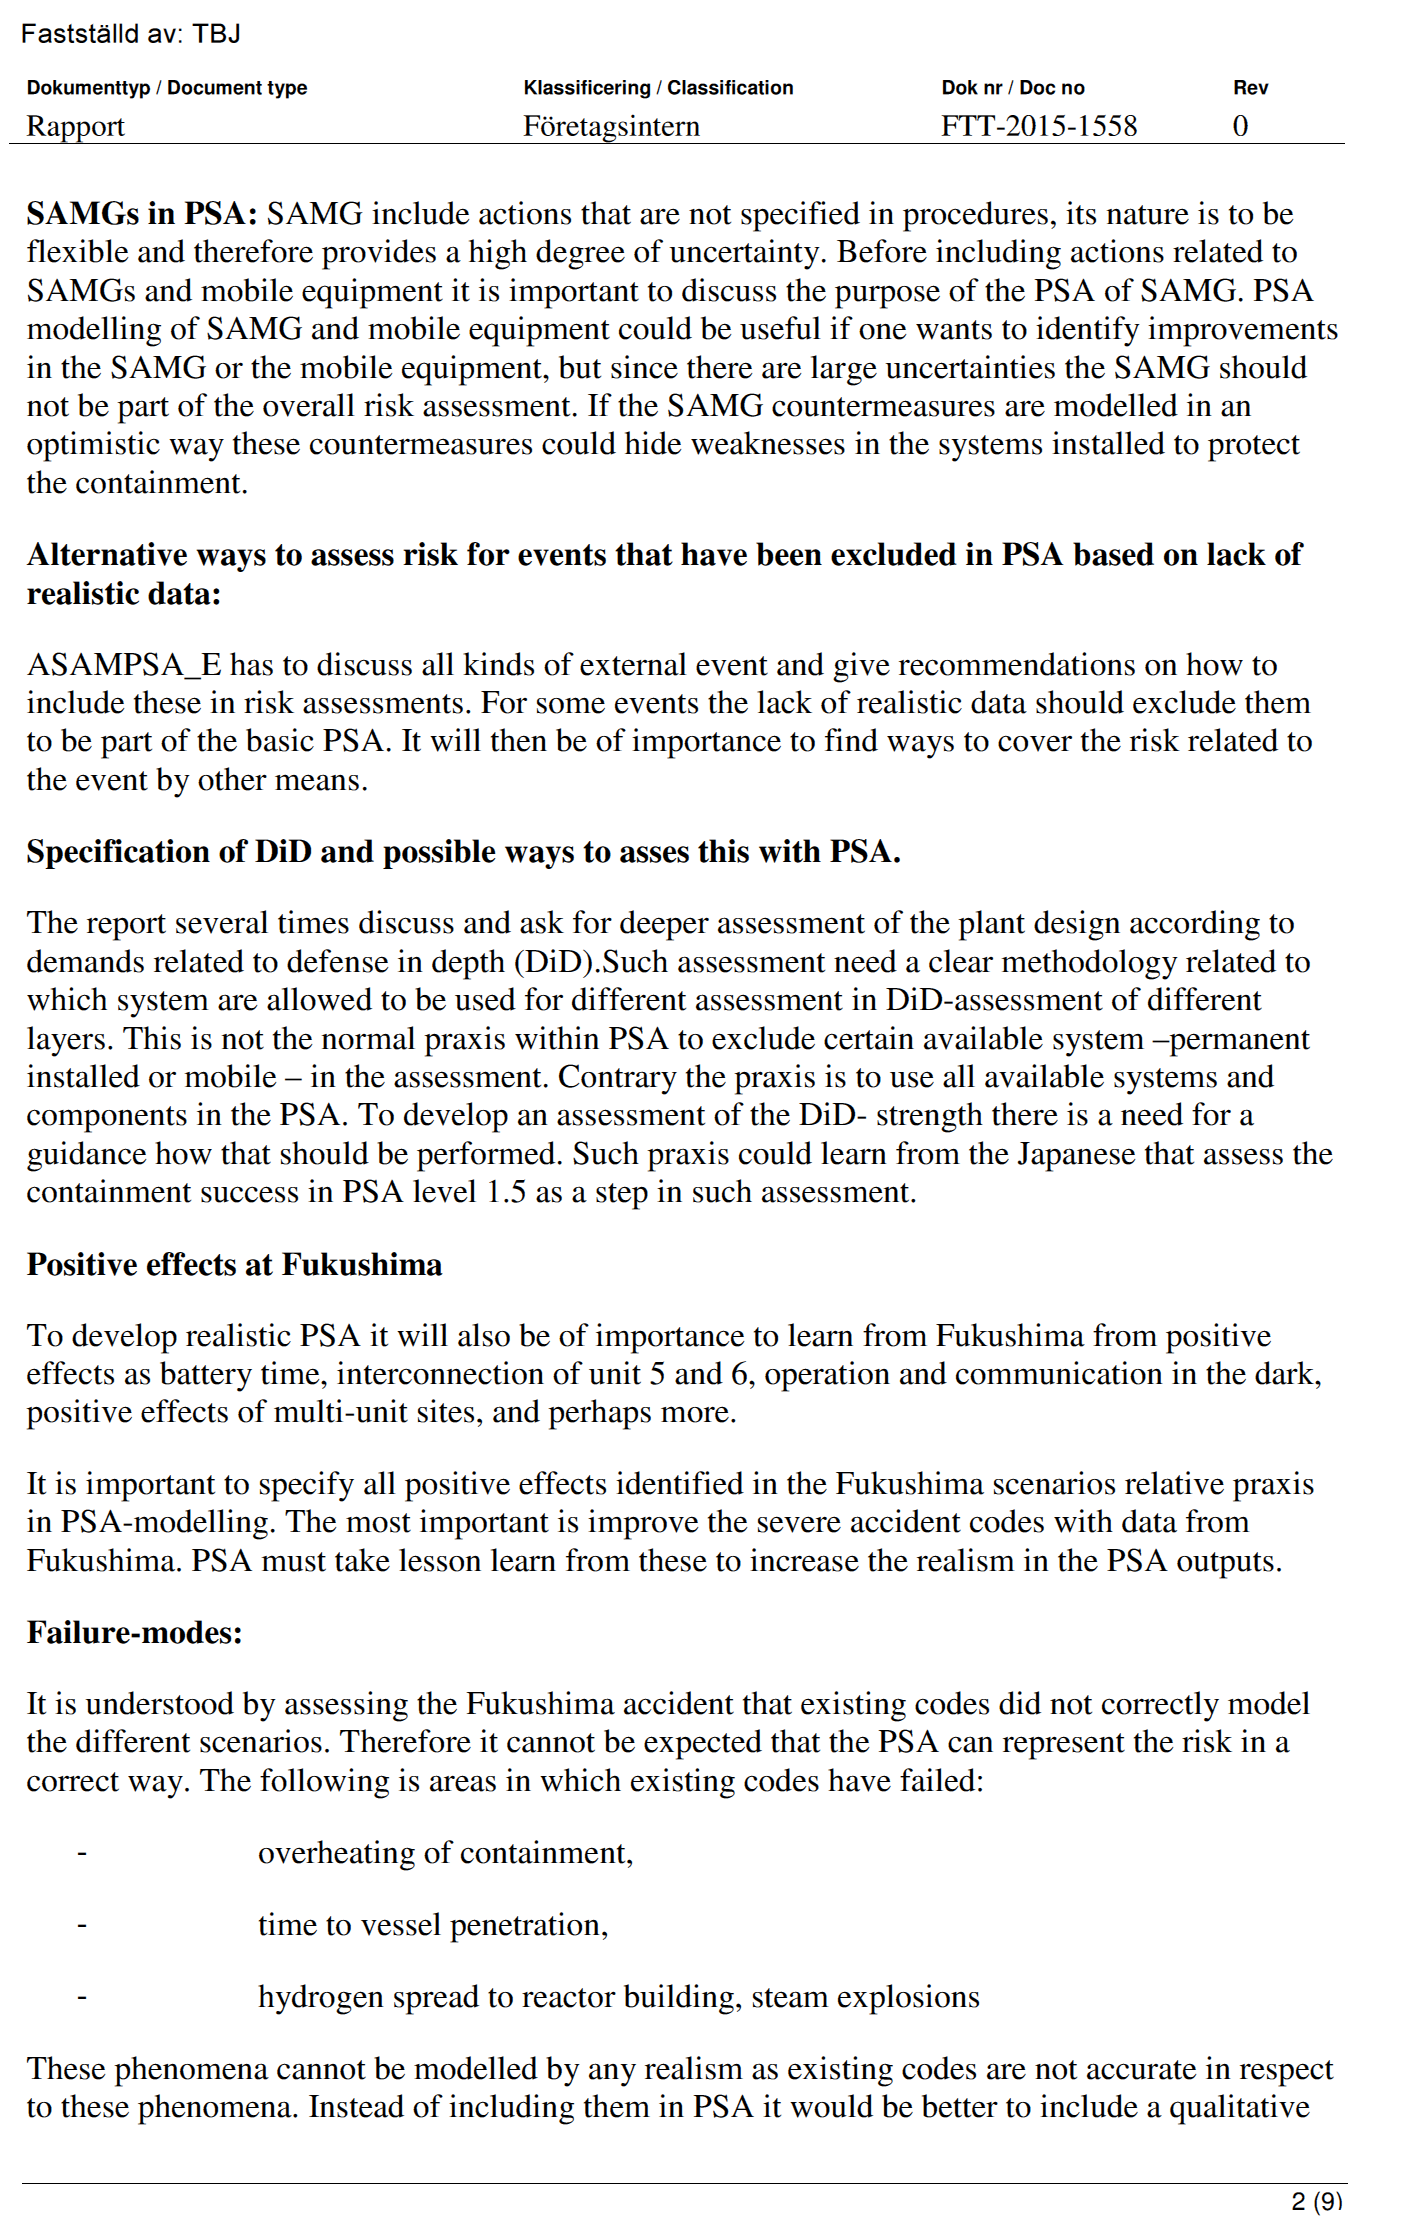 Fastställd av: TBJ
Dokumenttyp / Document type Klassificering / Classification Dok nr / Doc no Rev
Rapport Företagsintern FTT-2015-1558 0
SAMGs in PSA: SAMG include actions that are not specified in procedures, its nature is to be
flexible and therefore provides a high degree of uncertainty. Before including actions related to
SAMGs and mobile equipment it is important to discuss the purpose of the PSA of SAMG. PSA
modelling of SAMG and mobile equipment could be useful if one wants to identify improvements
in the SAMG or the mobile equipment, but since there are large uncertainties the SAMG should
not be part of the overall risk assessment. If the SAMG countermeasures are modelled in an
optimistic way these countermeasures could hide weaknesses in the systems installed to protect
the containment.
Alternative ways to assess risk for events that have been excluded in PSA based on lack of
realistic data:
ASAMPSA_E has to discuss all kinds of external event and give recommendations on how to
include these in risk assessments. For some events the lack of realistic data should exclude them
to be part of the basic PSA. It will then be of importance to find ways to cover the risk related to
the event by other means.
Specification of DiD and possible ways to asses this with PSA.
The report several times discuss and ask for deeper assessment of the plant design according to
demands related to defense in depth (DiD).Such assessment need a clear methodology related to
which system are allowed to be used for different assessment in DiD-assessment of different
layers. This is not the normal praxis within PSA to exclude certain available system –permanent
installed or mobile – in the assessment. Contrary the praxis is to use all available systems and
components in the PSA. To develop an assessment of the DiD- strength there is a need for a
guidance how that should be performed. Such praxis could learn from the Japanese that assess the
containment success in PSA level 1.5 as a step in such assessment.
Positive effects at Fukushima
To develop realistic PSA it will also be of importance to learn from Fukushima from positive
effects as battery time, interconnection of unit 5 and 6, operation and communication in the dark,
positive effects of multi-unit sites, and perhaps more.
It is important to specify all positive effects identified in the Fukushima scenarios relative praxis
in PSA-modelling. The most important is improve the severe accident codes with data from
Fukushima. PSA must take lesson learn from these to increase the realism in the PSA outputs.
Failure-modes:
It is understood by assessing the Fukushima accident that existing codes did not correctly model
the different scenarios. Therefore it cannot be expected that the PSA can represent the risk in a
correct way. The following is areas in which existing codes have failed:
- overheating of containment,
- time to vessel penetration,
- hydrogen spread to reactor building, steam explosions
These phenomena cannot be modelled by any realism as existing codes are not accurate in respect
to these phenomena. Instead of including them in PSA it would be better to include a qualitative
2 (9)